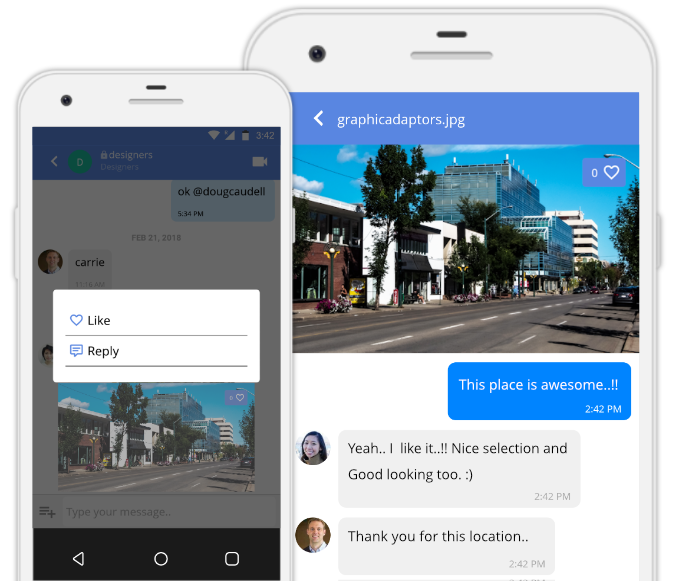 3:42
D
designers
Designers
ok @dougcaudell
5:34 PM
FEB 21, 2018
carrie
11:24 AM
Like
Reply
0
Type your message..
graphicadaptors.jpg
0
This place is awesome..!!
2:42 PM
Yeah.. I like it..!! Nice selection and
Good looking too. :)
2:42 PM
Thank you for this location..
2:42 PM